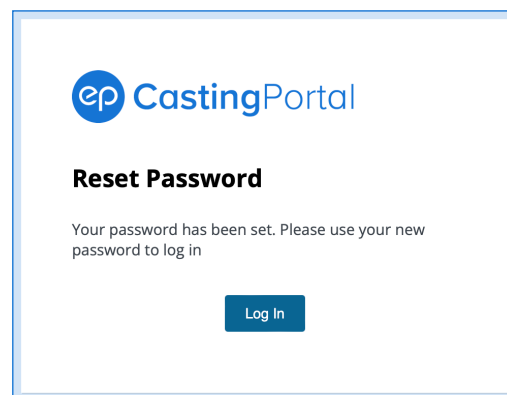 ep CastingPortal
Reset Password
Your password has been set. Please use your new
password to log in
Log In